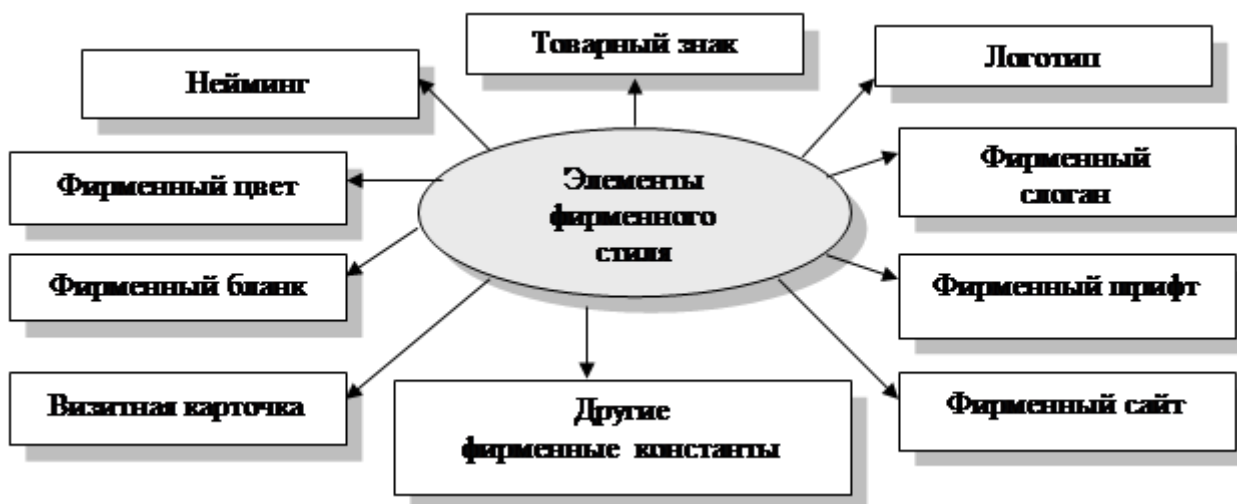 Товарный знак
Логотип
Нейминг
Фирменный цвет
Элементы
фирменного
стиля
Фирменный
слоган
Фирменный бланк
Фирменный шрифт
Визитная карточка
Другие
фирменные константы
Фирменный сайт